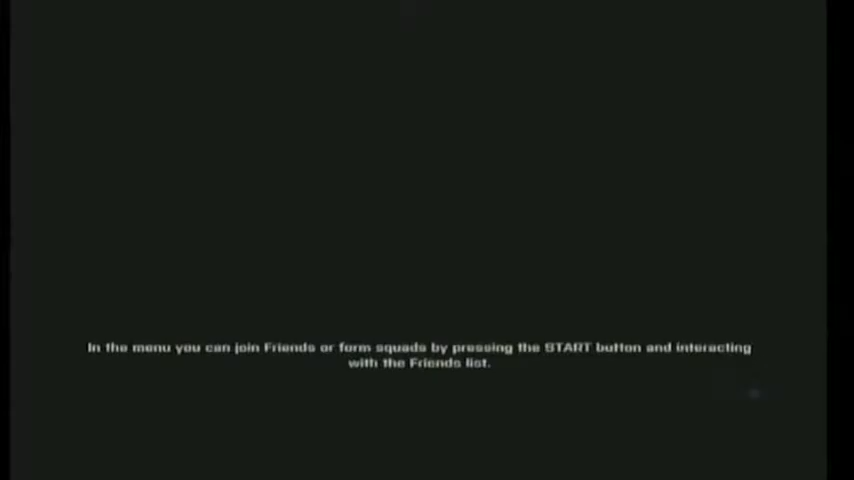 In the menu you can join Friends or form squads by pressing the START button and interacting
with the Friends list.